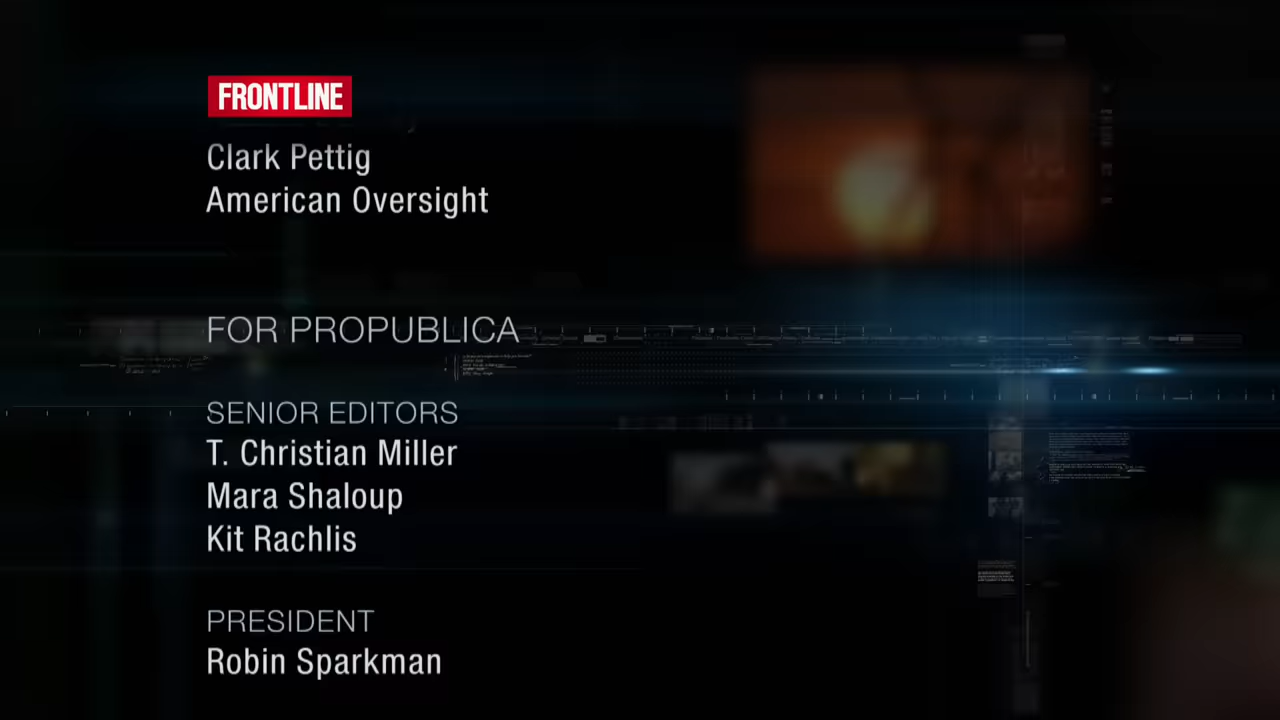 FRONTLINE
Clark Pettig
American Oversight
FOR PROPUBLICA
SENIOR EDITORS
T. Christian Miller
Mara Shaloup
Kit Rachlis
PRESIDENT
Robin Sparkman